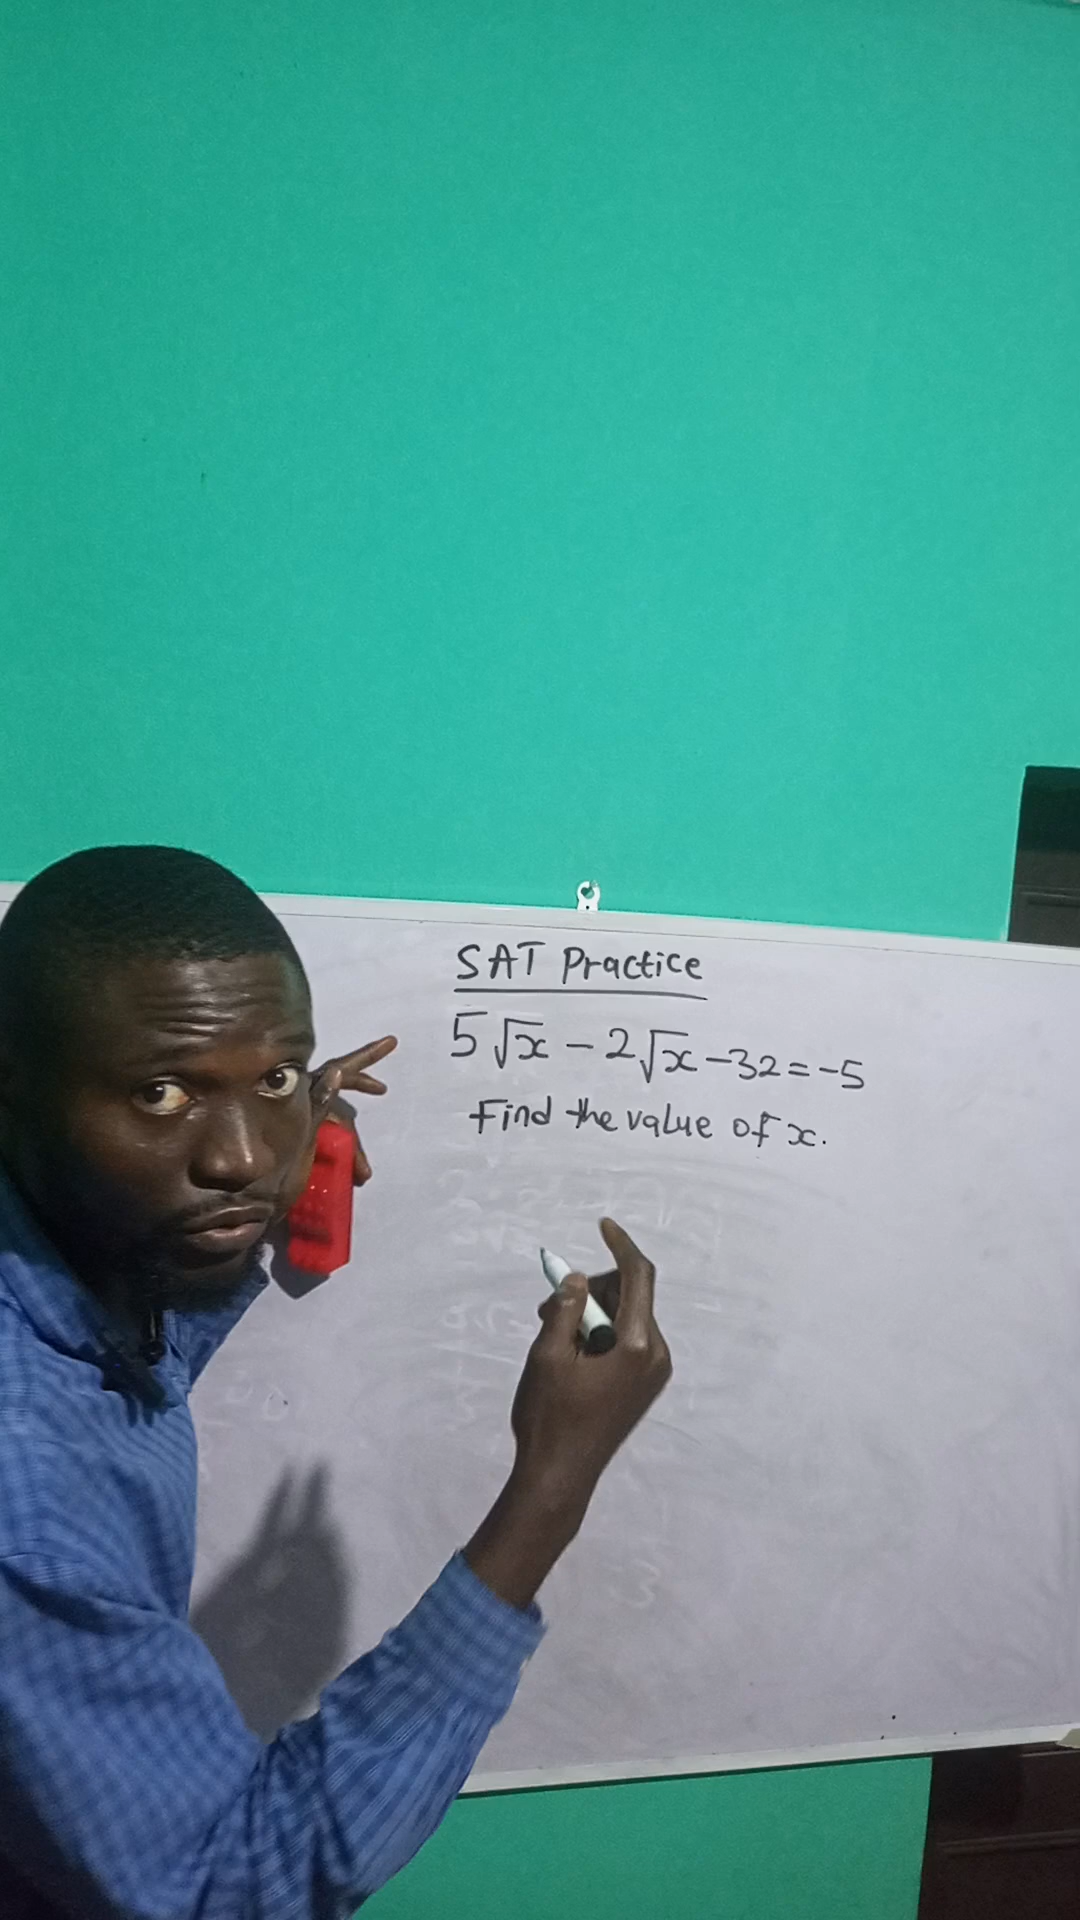 SAT Practice
5√x - 2√x - 32 = -5
Find the value of x.